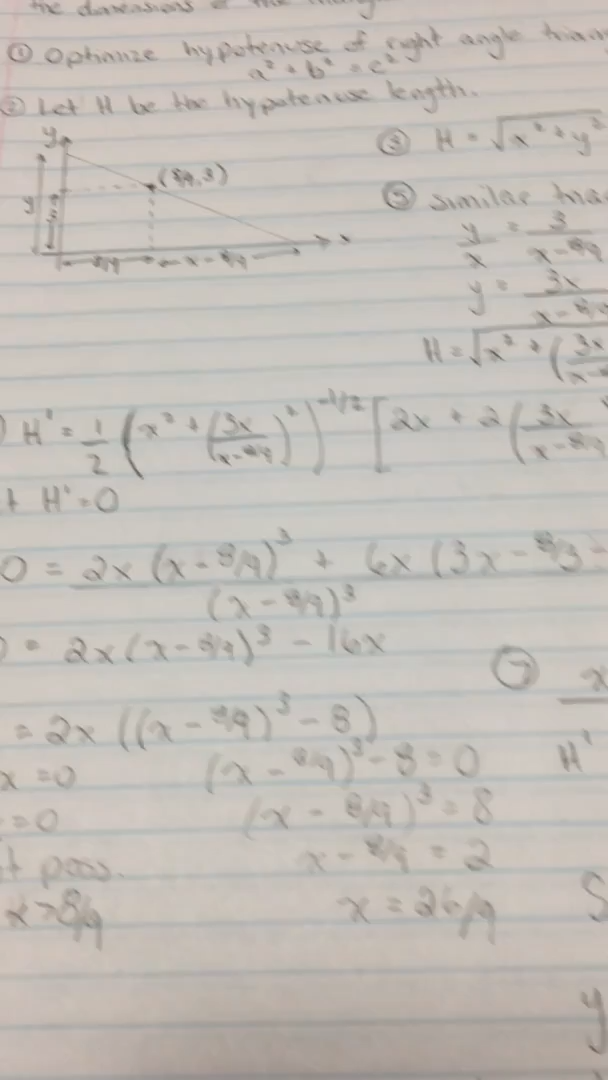 the dimensions of the
① Optimize hypotenuse of right angle trian
a² + b² = c²
② Let H be the hypotenuse length.
y
(8/9, 3)
y
3
x
8/9
x - 8/9
③ H = √x² + y²
⑤ Similar tria
y/x = 3/(x - 8/9)
y = 3x/(x - 8/9)
H = √x² + (3x/(x - 8/9
) H' = 1/2 (x² + (3x/(x - 8/9))²)^-1/2 [2x + 2(3x/(x - 8/9
t H' = 0
0 = 2x(x - 8/9)³ + 6x(3x - 8/3 -
(x - 8/9)³
0 = 2x(x - 8/9)³ - 16x
= 2x((x - 8/9)³ - 8)
x = 0
(x - 8/9)³ - 8 = 0
= 0
(x - 8/9)³ = 8
t poss.
x - 8/9 = 2
x > 8/9
x = 26/9
⑦
x
H'
S
y